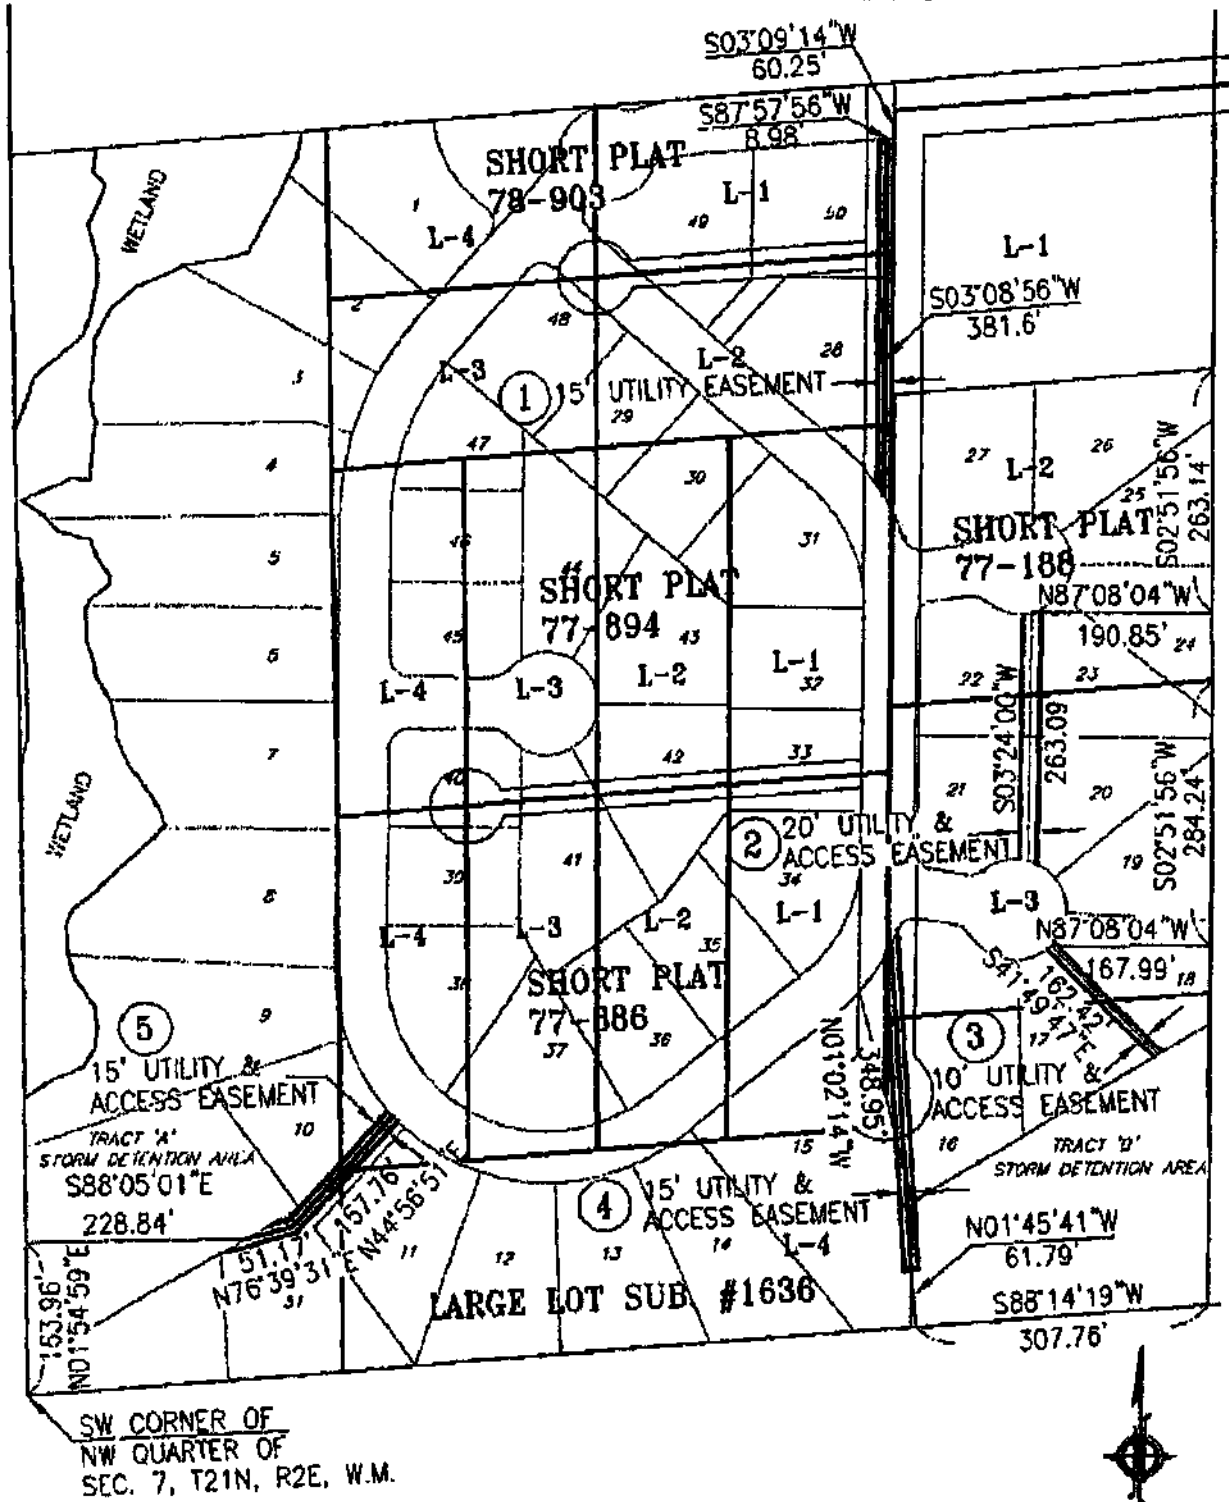 S03°09'14"W
60.25'
S87°57'56"W
8.98'
SHORT PLAT
78-903
WETLAND
1
L-4
49
L-1
50
L-1
2
S03°08'56"W
381.6'
48
L-3
L-2
28
3
1
15' UTILITY EASEMENT
29
47
27
L-2
26
4
30
25
S02°51'56"W
263.14'
46
31
SHORT PLAT
77-188
5
44
SHORT PLAT
77-894
N87°08'04"W
190.85'
24
45
43
6
L-4
L-3
L-2
L-1
32
22
23
S03°24'00"W
263.09
7
42
33
40
21
20
S02°51'56"W
284.24'
WETLAND
2
20' UTILITY &
ACCESS EASEMENT
41
34
19
39
8
L-4
L-3
L-2
L-1
L-3
35
N87°08'04"W
167.99'
18
38
SHORT PLAT
77-886
S41°49'47"E
162.42'
9
5
37
36
3
17
N01°02'14"W
348.95'
15' UTILITY &
ACCESS EASEMENT
10' UTILITY &
ACCESS EASEMENT
10
15
16
TRACT 'A'
STORM DETENTION AREA
TRACT 'D'
STORM DETENTION AREA
S88°05'01"E
228.84'
4
15' UTILITY &
ACCESS EASEMENT
157.76'
N44°56'51"E
51.17'
N76°39'31"E
N01°45'41"W
61.79'
11
12
13
14
L-4
51
153.96'
N01°54'59"E
LARGE LOT SUB. #1636
S88°14'19"W
307.76'
SW CORNER OF
NW QUARTER OF
SEC. 7, T21N, R2E, W.M.